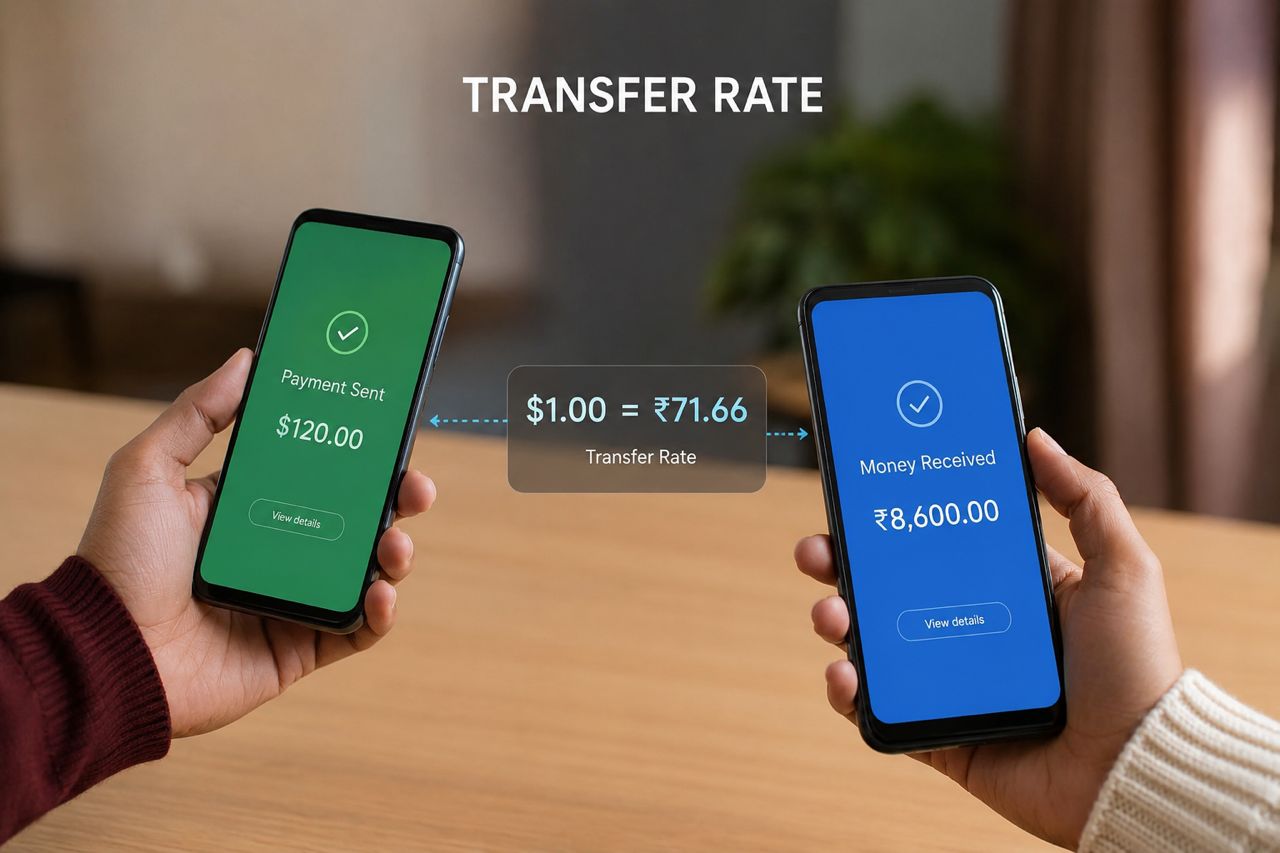 TRANSFER RATE
Payment Sent
$120.00
View details
$1.00 = ₹71.66
Transfer Rate
Money Received
₹8,600.00
View details